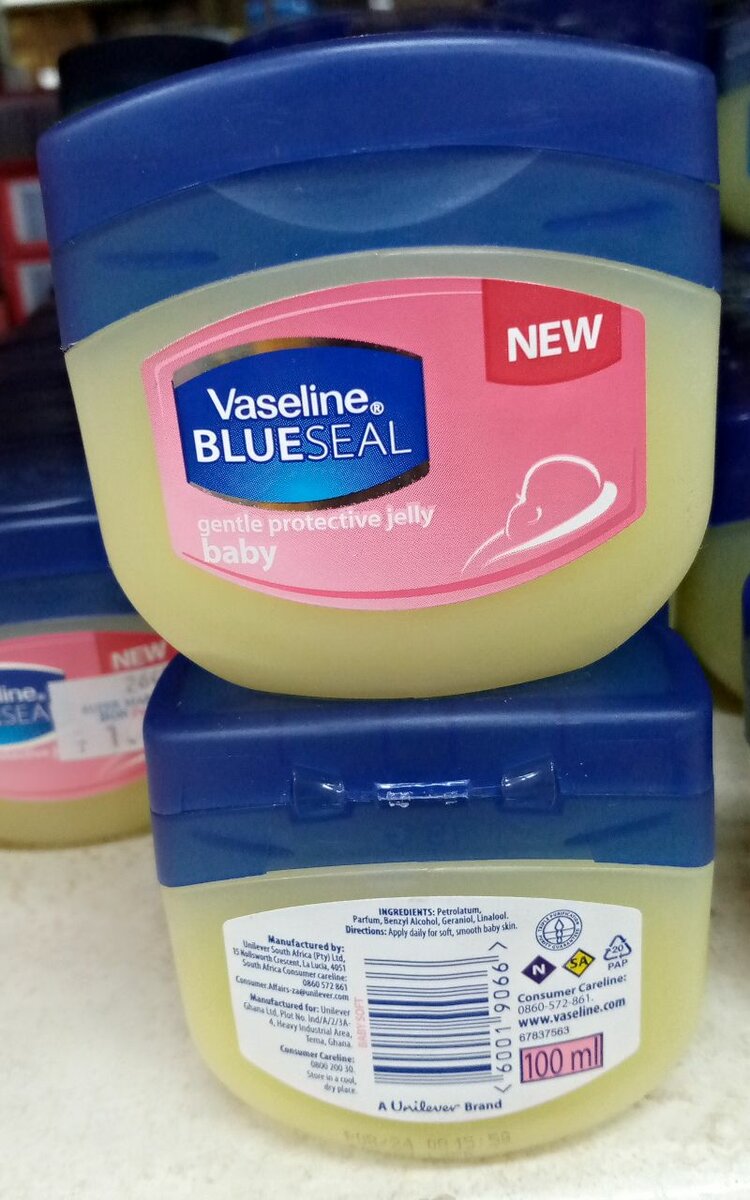 NEW
Vaseline®
BLUESEAL
gentle protective jelly
baby
NEW
INGREDIENTS: Petrolatum,
Parfum, Benzyl Alcohol, Geraniol, Linalool.
Directions: Apply daily for soft, smooth baby skin.
Manufactured by:
Unilever South Africa (Pty) Ltd,
15 Nollsworth Crescent, La Lucia, 4051
South Africa Consumer careline:
0860 572 861
Consumer.Affairs-za@unilever.com
Manufactured for: Unilever
Ghana Ltd, Plot No. Ind/A/2/3A-
4, Heavy Industrial Area,
Tema, Ghana.
Consumer Careline:
0800 200 30.
Store in a cool,
dry place.
BABY SOFT
< 6001 9066 >
N
SA
20
PAP
Consumer Careline:
0860-572-861.
www.vaseline.com
67837563
100 ml
A Unilever Brand